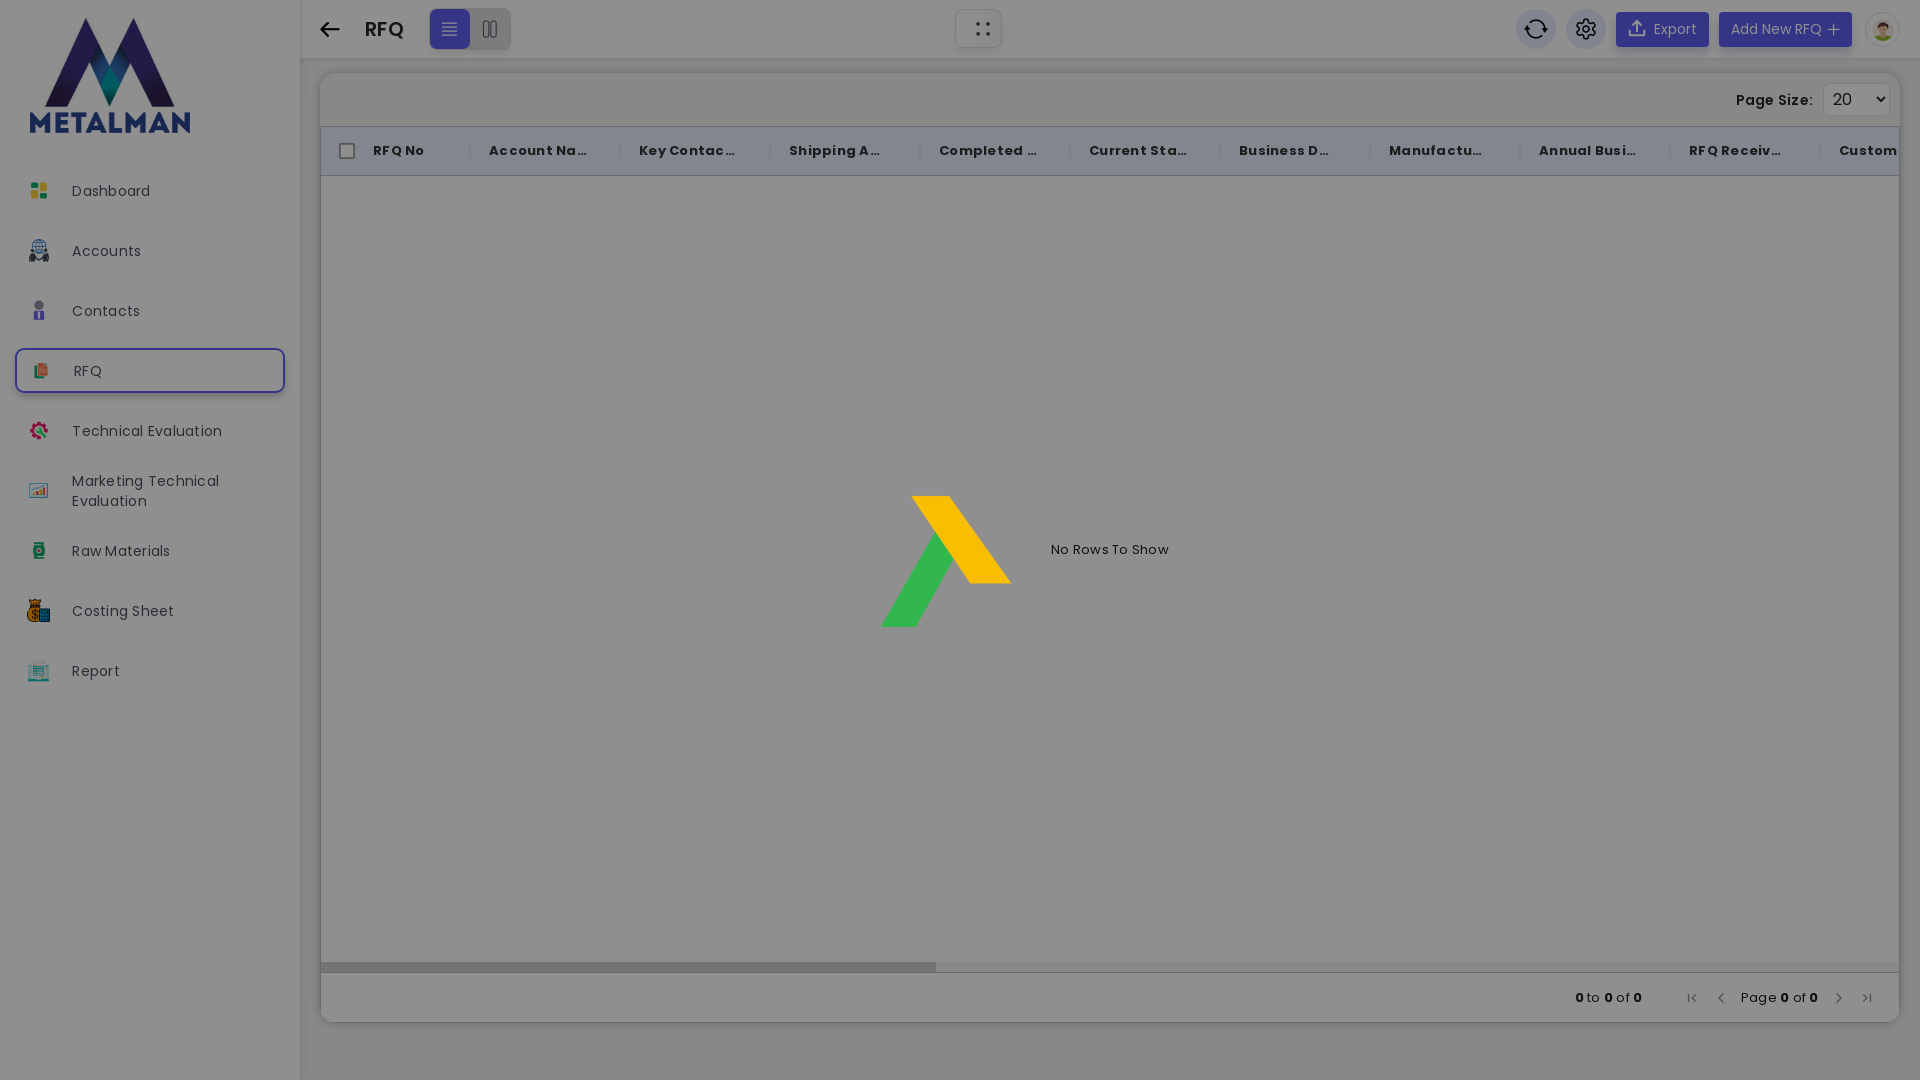 METALMAN
Dashboard
Accounts
Contacts
RFQ
Technical Evaluation
Marketing Technical
Evaluation
Raw Materials
Costing Sheet
Report
RFQ
Export
Add New RFQ
Page Size:
20
RFQ No
Account Na...
Key Contac...
Shipping A...
Completed ...
Current Sta...
Business D...
Manufactu...
Annual Busi...
RFQ Receiv...
Custom
No Rows To Show
0 to 0 of 0
Page 0 of 0